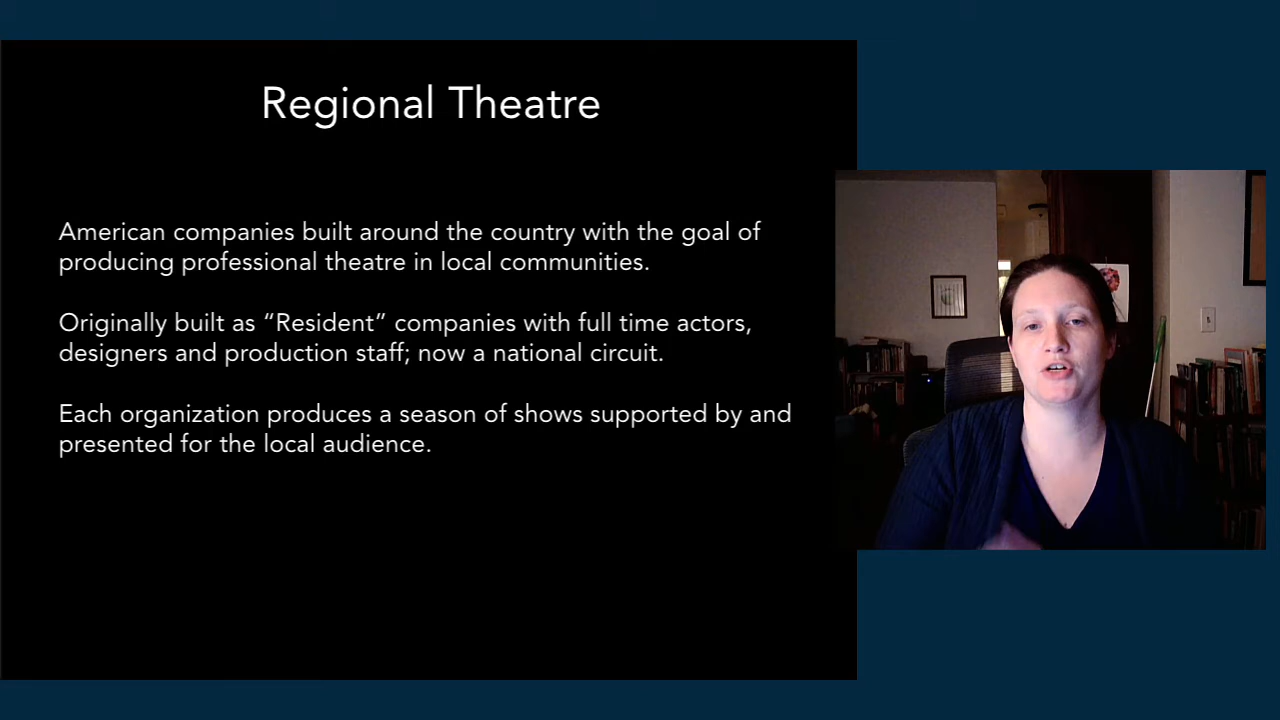 Regional Theatre
American companies built around the country with the goal of
producing professional theatre in local communities.
Originally built as “Resident” companies with full time actors,
designers and production staff; now a national circuit.
Each organization produces a season of shows supported by and
presented for the local audience.